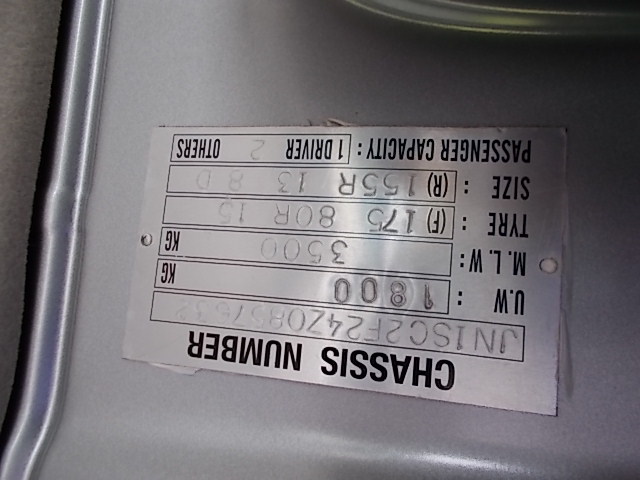 CHASSIS NUMBER
JN1SC2F24Z0857632
U.W : 1800 KG
M.L.W : 3500 KG
TYRE : (F) 175 80R 15
SIZE : (R) 155R 13 8 D
PASSENGER CAPACITY : 1 DRIVER 2 OTHERS